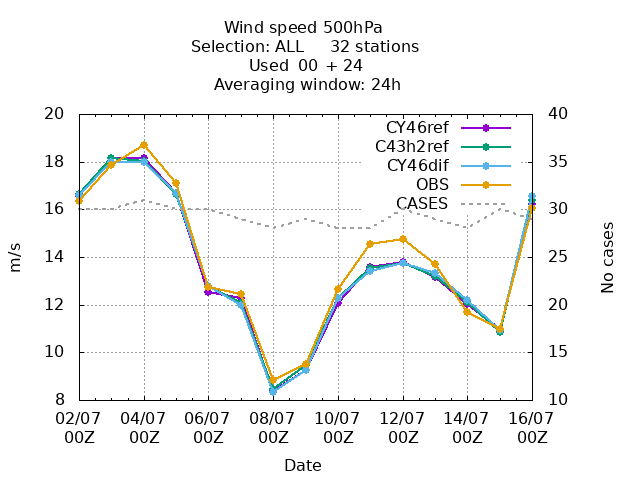 Wind speed 500hPa
Selection: ALL 32 stations
Used 00 + 24
Averaging window: 24h
20 40
CY46ref
C43h2ref
18 35
CY46dif
OBS
CASES
16 30
14 25
m/s
No cases
12 20
10 15
8 10
02/07 04/07 06/07 08/07 10/07 12/07 14/07 16/07
00Z 00Z 00Z 00Z 00Z 00Z 00Z 00Z
Date